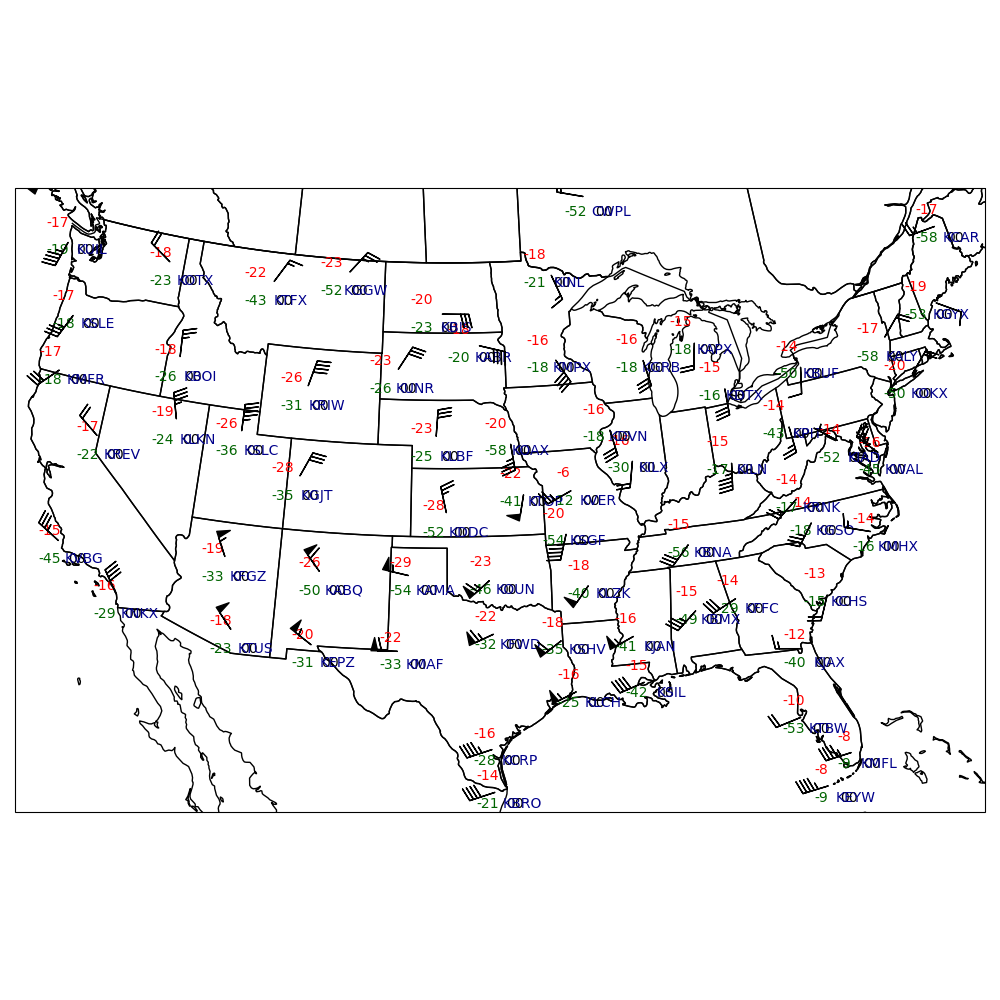 -52 CWPL
-17
-58 KCAR
-17
-19 KUIL
-18
-23 KOTX
-22
-43 KTFX
-23
-52 KGGW
-18
-21 KINL
-19
-53 KGYX
-17
-18 KSLE
-20
-23 KBIS
-20 KABR
-15
-18 KAPX
-17
-58 KALY
-17
-18 KMFR
-18
-26 KBOI
-26
-31 KRIW
-23
-26 KUNR
-16
-18 KMPX
-16
-18 KGRB
-15
-16 KDTX
-14
-50 KBUF
-20
-30 KOKX
-17
-22 KREV
-19
-24 KLKN
-26
-36 KSLC
-23
-25 KLBF
-20
-58 KOAX
-16
-18 KDVN
-14
-43 KPIT
-14
-52 KIAD
-16
-45 KWAL
-28
-35 KGJT
-22
-41 KTOP
-6
-12 KVER
-16
-30 KILX
-15
-17 KILN
-14
-17 KRNK
-15
-45 KVBG
-28
-52 KDDC
-20
-54 KSGF
-15
-56 KBNA
-14
-18 KGSO
-14
-16 KMHX
-16
-29 KNKX
-19
-33 KFGZ
-26
-50 KABQ
-29
-54 KAMA
-23
-46 KOUN
-18
-40 KLZK
-15
-49 KBMX
-14
-29 KFFC
-13
-15 KCHS
-18
-23 KTUS
-20
-31 KEPZ
-22
-33 KMAF
-22
-32 KFWD
-18
-35 KSHV
-16
-41 KJAN
-12
-40 KJAX
-16
-25 KLCH
-15
-42 KSIL
-10
-53 KTBW
-16
-28 KCRP
-8
-9 KMFL
-14
-21 KBRO
-8
-9 KEYW